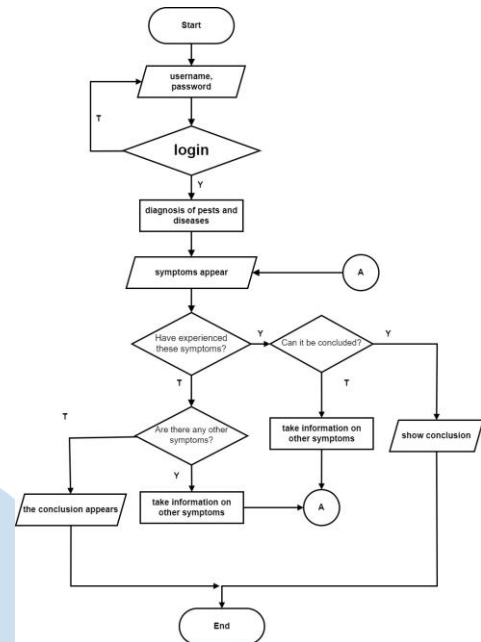 Start
username,
password
T
login
Y
diagnosis of pests and
diseases
symptoms appear
A
Have experienced
these symptoms?
Y
Can it be concluded?
Y
T
T
T
Are there any other
symptoms?
take information on
other symptoms
show conclusion
Y
the conclusion appears
take information on
other symptoms
A
End